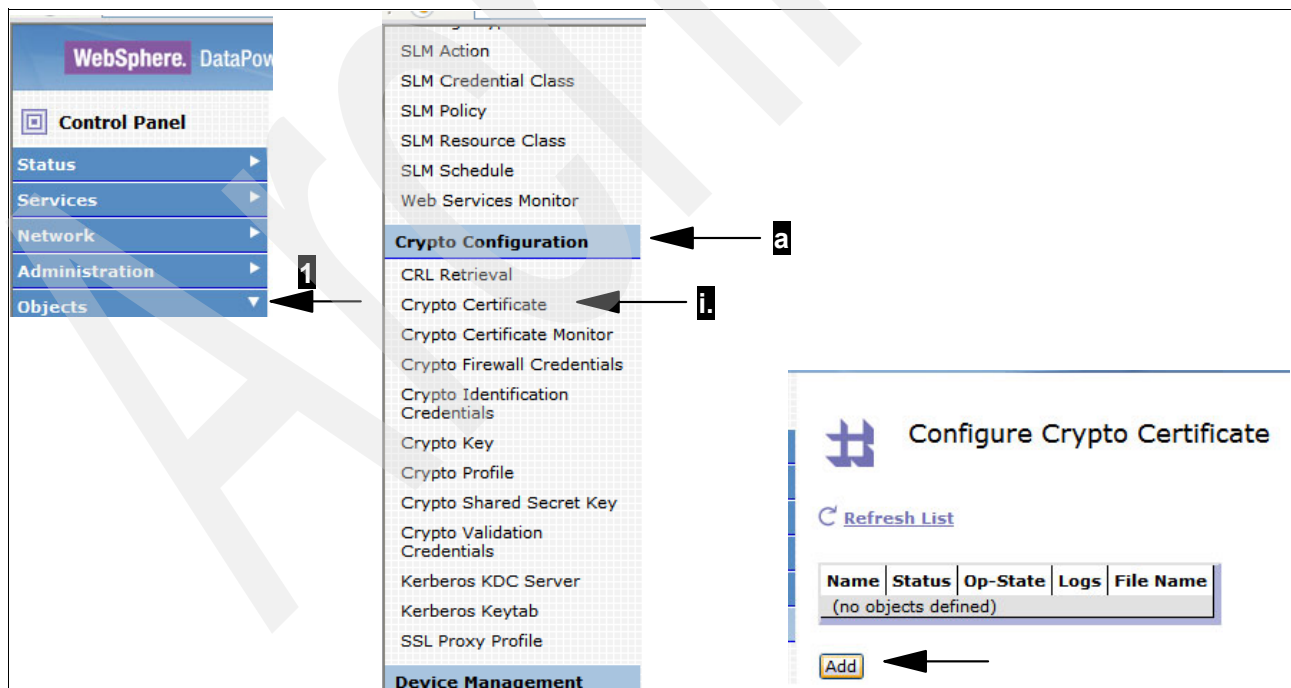 WebSphere. DataPow
Control Panel
Status
Services
Network
Administration
Objects
1
SLM Action
SLM Credential Class
SLM Policy
SLM Resource Class
SLM Schedule
Web Services Monitor
Crypto Configuration
a
CRL Retrieval
Crypto Certificate
i.
Crypto Certificate Monitor
Crypto Firewall Credentials
Crypto Identification
Credentials
Crypto Key
Crypto Profile
Crypto Shared Secret Key
Crypto Validation
Credentials
Kerberos KDC Server
Kerberos Keytab
SSL Proxy Profile
Device Management
Configure Crypto Certificate
Refresh List
Name Status Op-State Logs File Name
(no objects defined)
Add